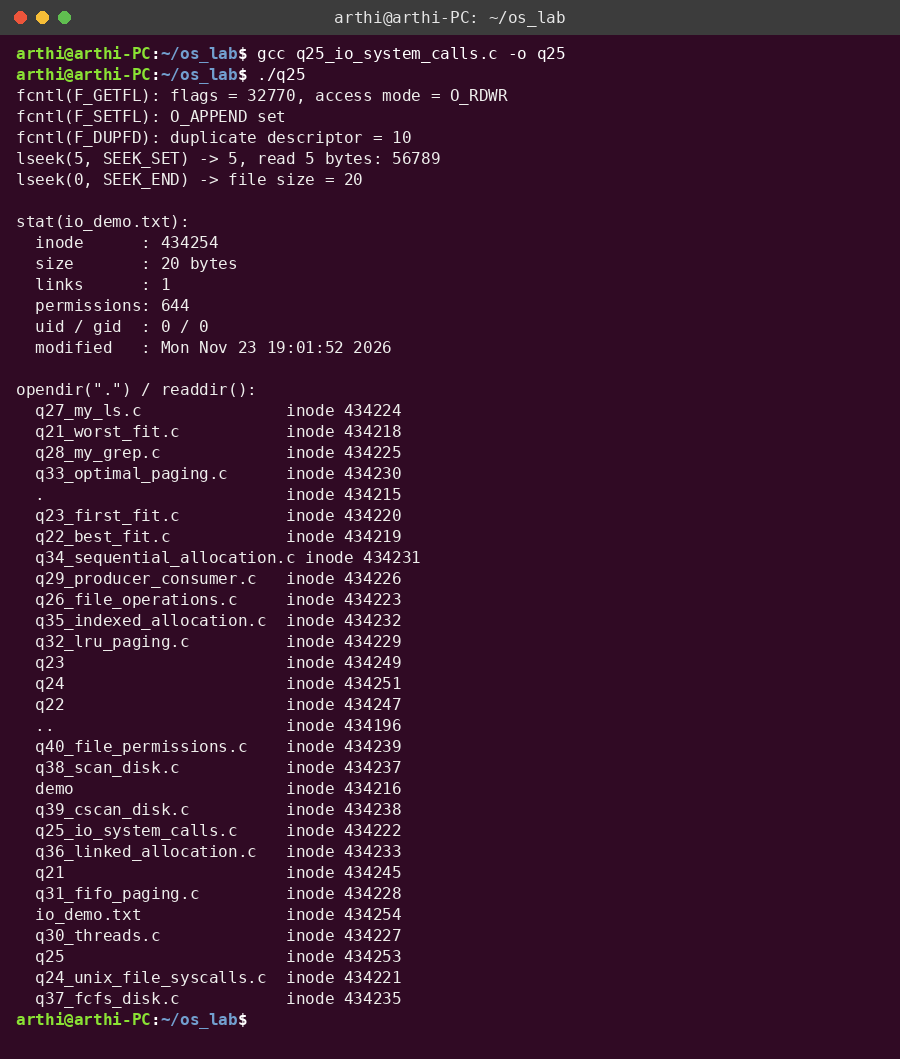 arthi@arthi-PC: ~/os_lab
arthi@arthi-PC:~/os_lab$ gcc q25_io_system_calls.c -o q25
arthi@arthi-PC:~/os_lab$ ./q25
fcntl(F_GETFL): flags = 32770, access mode = O_RDWR
fcntl(F_SETFL): O_APPEND set
fcntl(F_DUPFD): duplicate descriptor = 10
lseek(5, SEEK_SET) -> 5, read 5 bytes: 56789
lseek(0, SEEK_END) -> file size = 20

stat(io_demo.txt):
  inode      : 434254
  size       : 20 bytes
  links      : 1
  permissions: 644
  uid / gid  : 0 / 0
  modified   : Mon Nov 23 19:01:52 2026

opendir(".") / readdir():
  q27_my_ls.c               inode 434224
  q21_worst_fit.c           inode 434218
  q28_my_grep.c             inode 434225
  q33_optimal_paging.c      inode 434230
  .                         inode 434215
  q23_first_fit.c           inode 434220
  q22_best_fit.c            inode 434219
  q34_sequential_allocation.c inode 434231
  q29_producer_consumer.c   inode 434226
  q26_file_operations.c     inode 434223
  q35_indexed_allocation.c  inode 434232
  q32_lru_paging.c          inode 434229
  q23                       inode 434249
  q24                       inode 434251
  q22                       inode 434247
  ..                        inode 434196
  q40_file_permissions.c    inode 434239
  q38_scan_disk.c           inode 434237
  demo                      inode 434216
  q39_cscan_disk.c          inode 434238
  q25_io_system_calls.c     inode 434222
  q36_linked_allocation.c   inode 434233
  q21                       inode 434245
  q31_fifo_paging.c         inode 434228
  io_demo.txt               inode 434254
  q30_threads.c             inode 434227
  q25                       inode 434253
  q24_unix_file_syscalls.c  inode 434221
  q37_fcfs_disk.c           inode 434235
arthi@arthi-PC:~/os_lab$